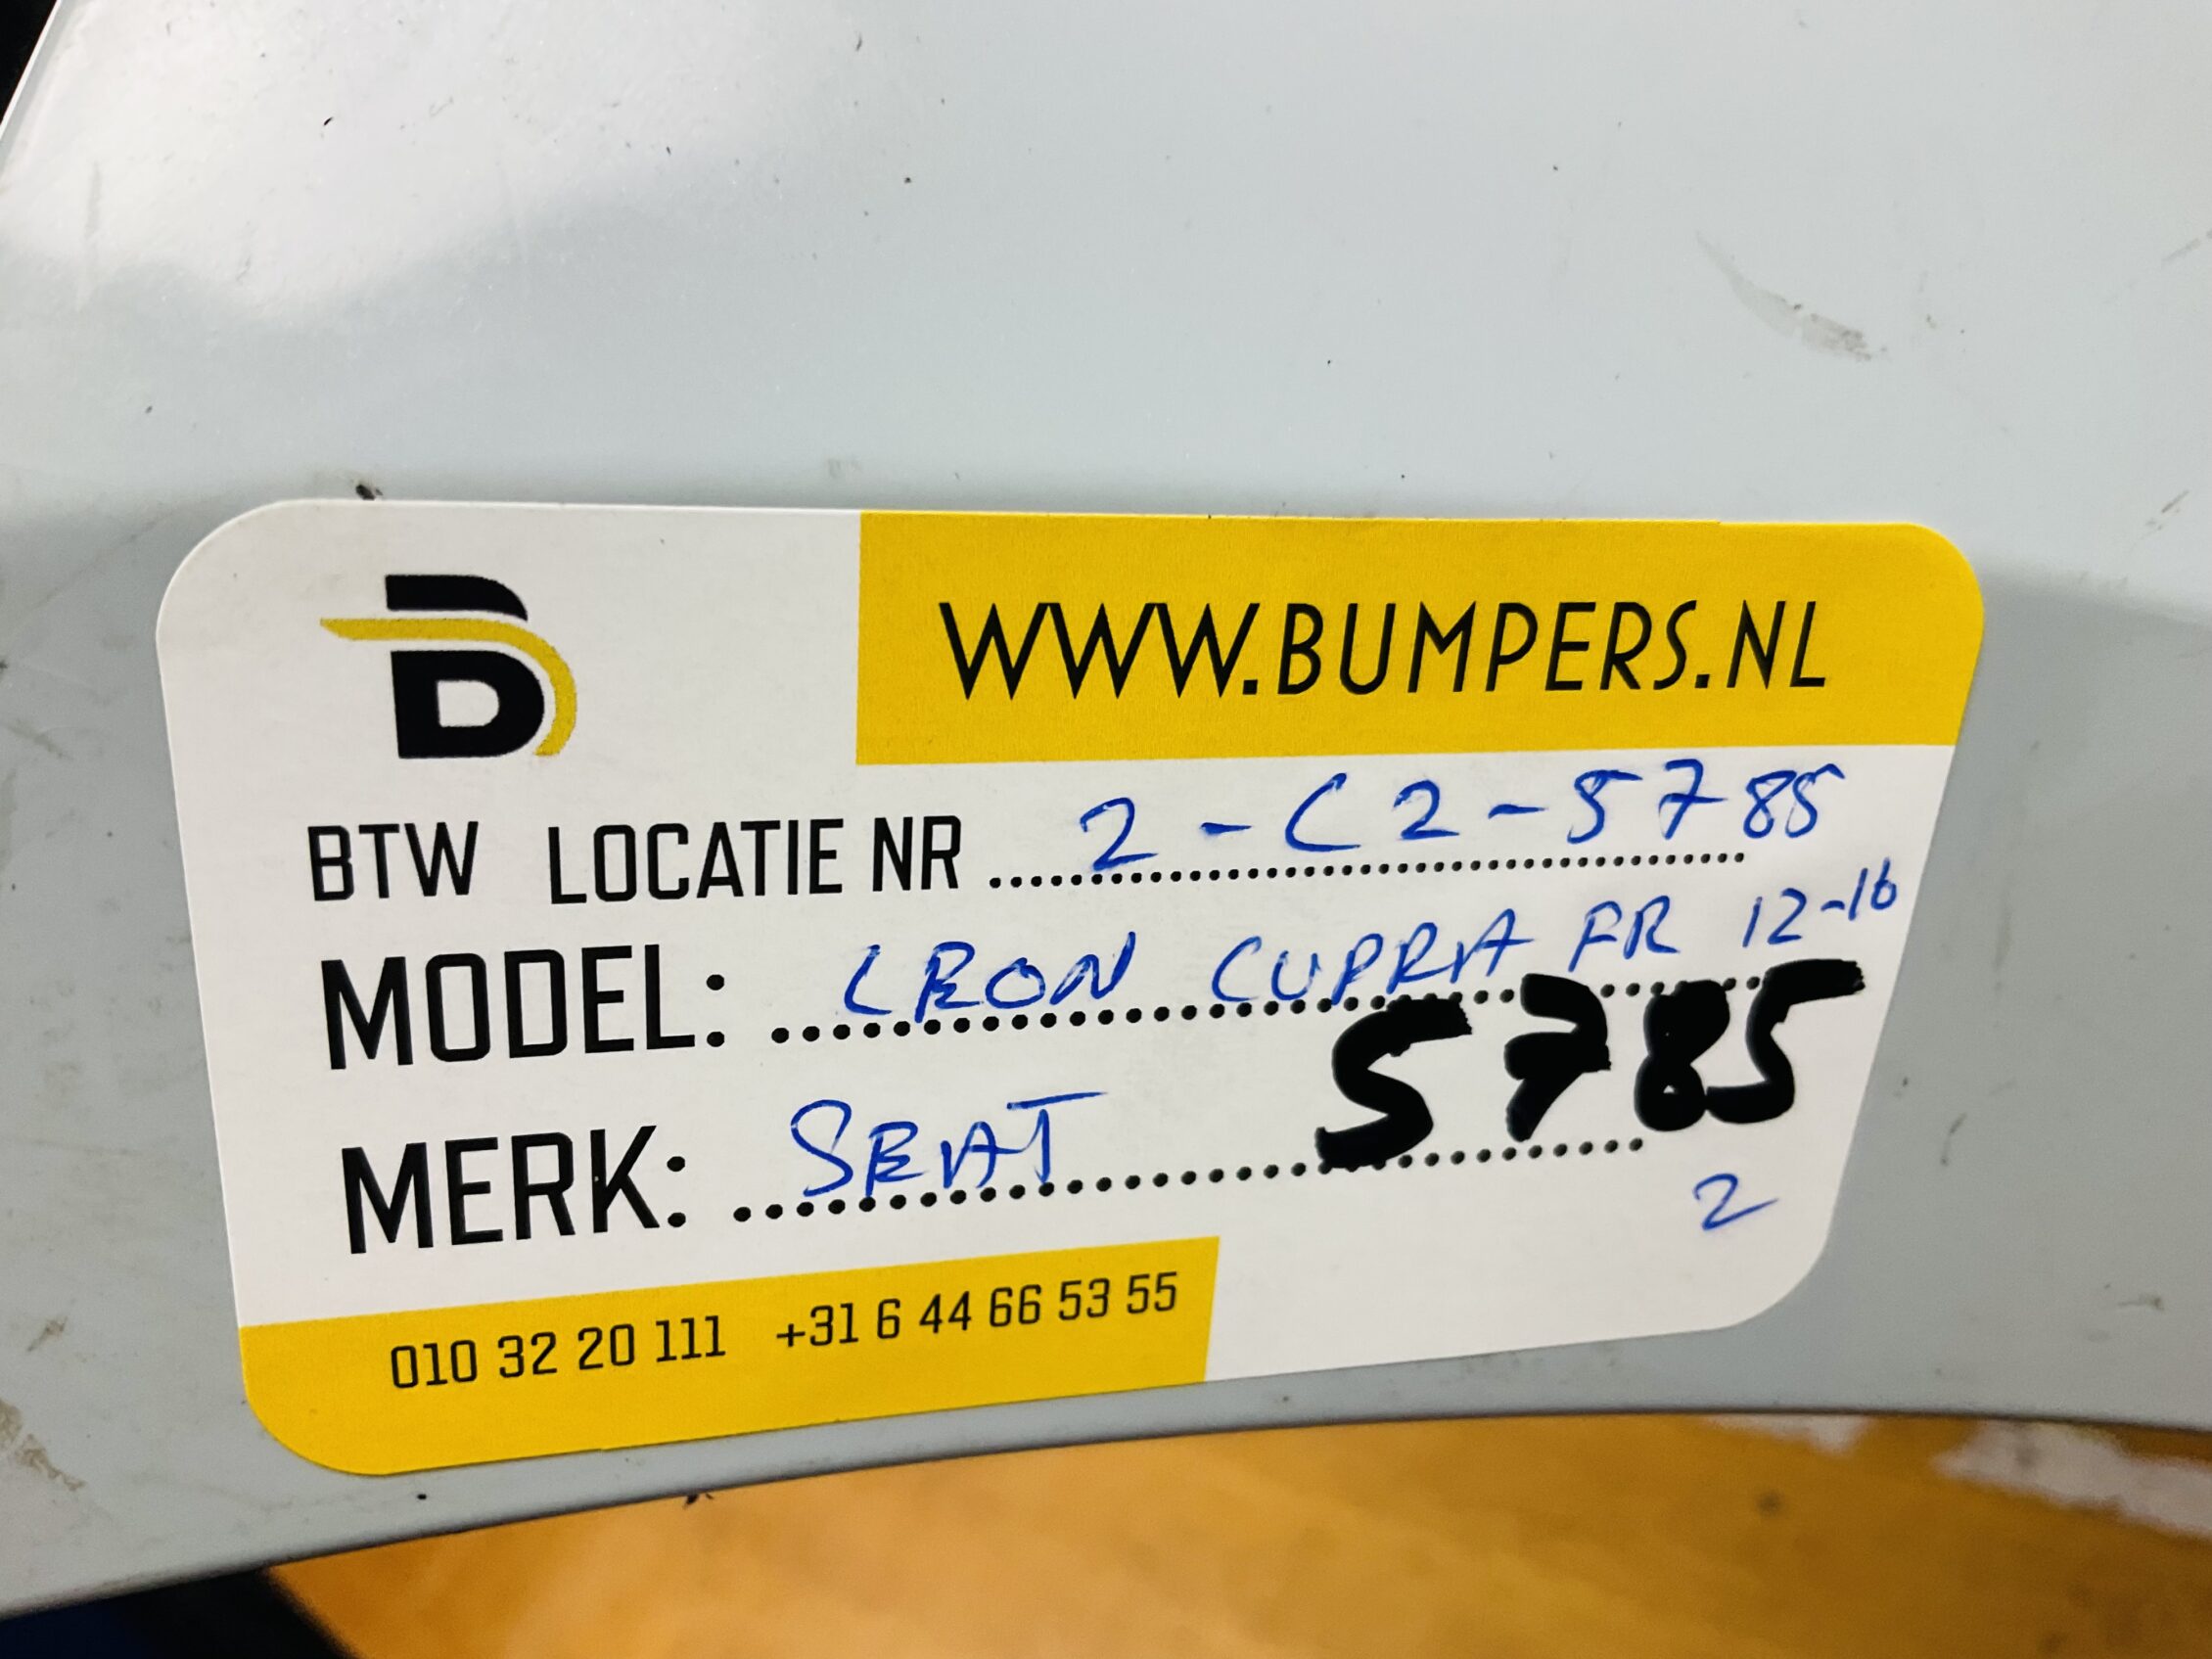 WWW.BUMPERS.NL
BTW LOCATIE NR 2-C2-5785
MODEL: LEON CUPRA FR 12-16
5785
MERK: SEAT
2
010 32 20 111 +31 6 44 66 53 55